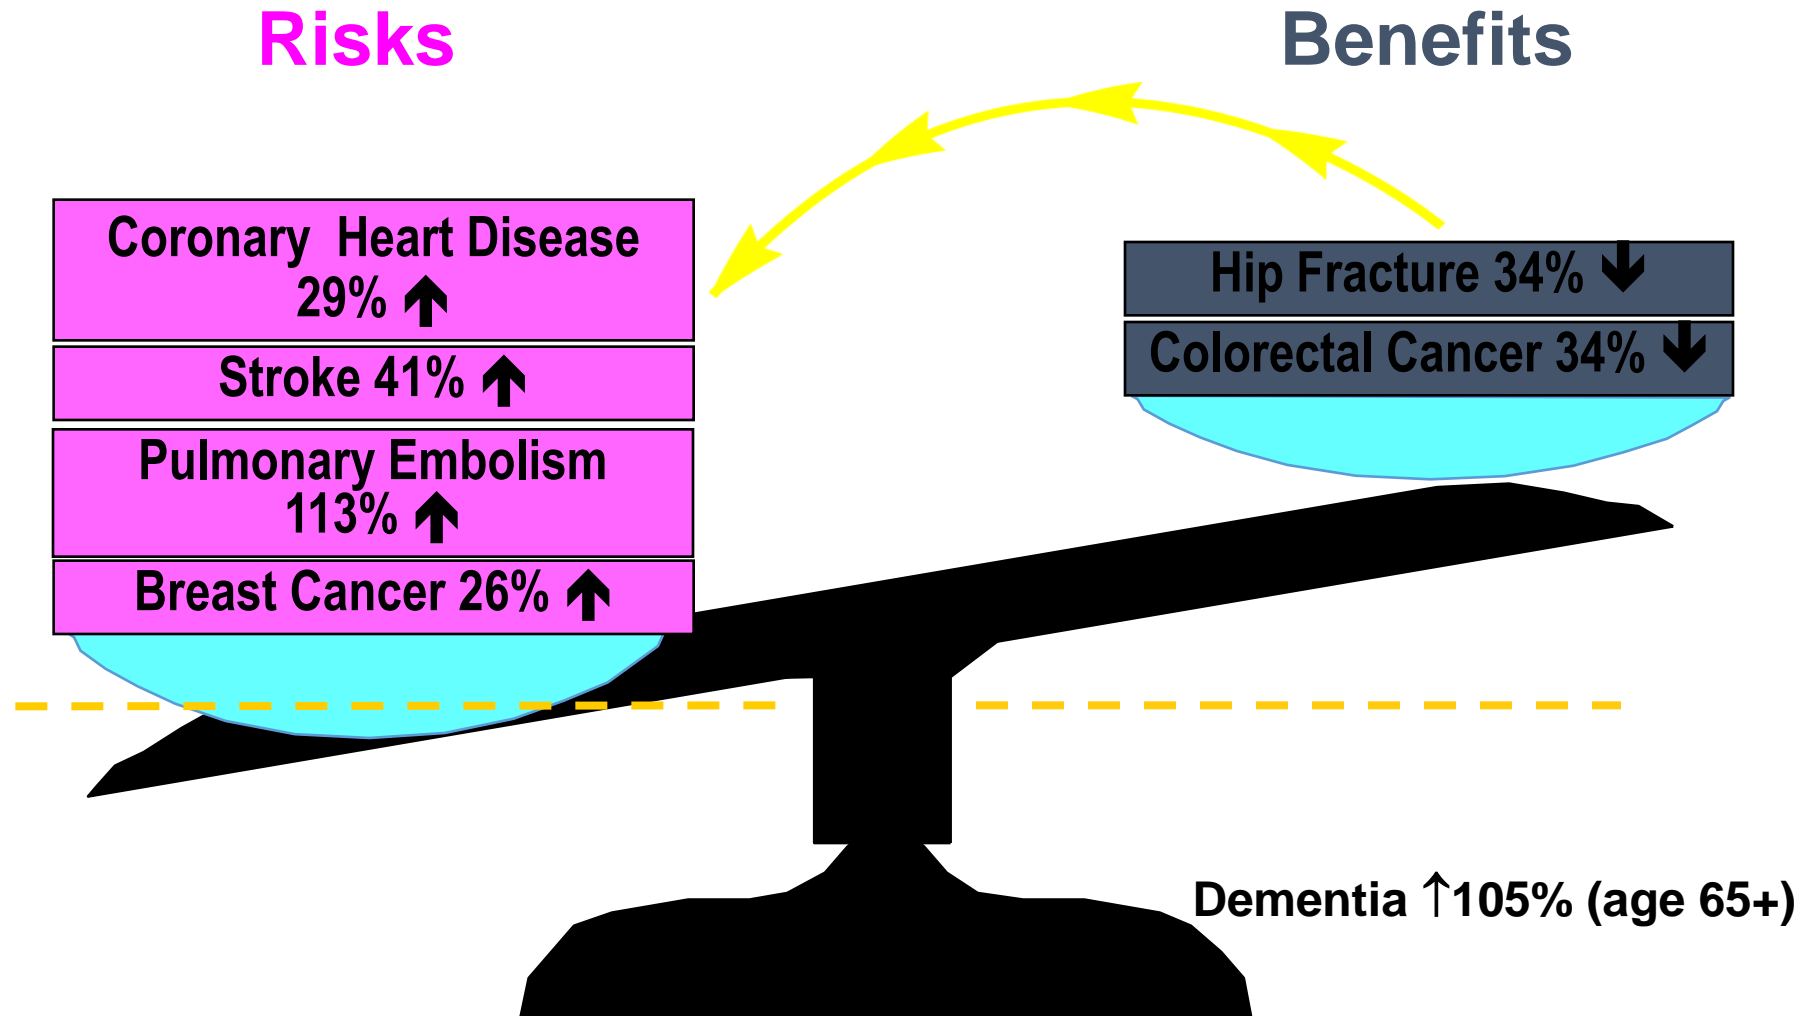 Risks
Benefits
Coronary Heart Disease
29% ↑
Stroke 41% ↑
Pulmonary Embolism
113% ↑
Breast Cancer 26% ↑
Hip Fracture 34% ↓
Colorectal Cancer 34% ↓
Dementia ↑105% (age 65+)